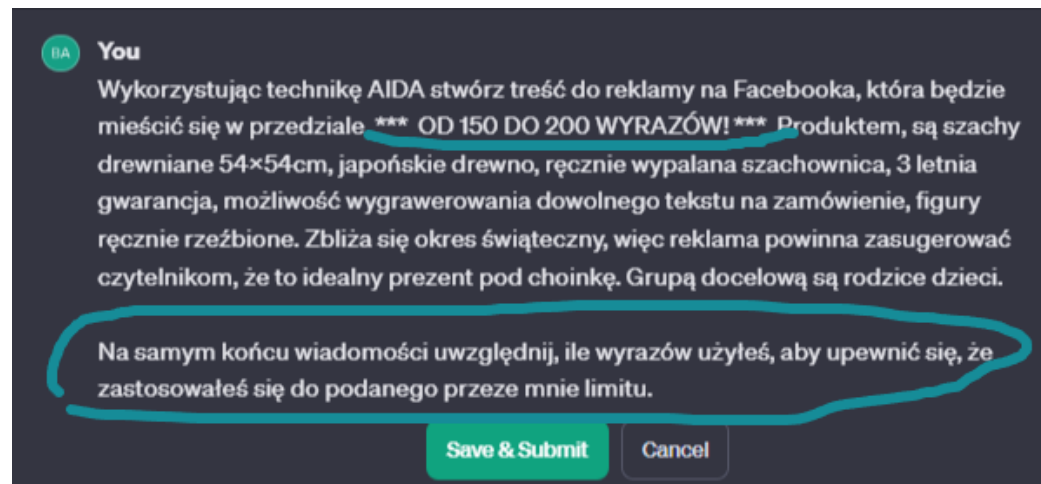 BA You
Wykorzystując technikę AIDA stwórz treść do reklamy na Facebooka, która będzie
mieścić się w przedziale *** OD 150 DO 200 WYRAZÓW! *** Produktem, są szachy
drewniane 54×54cm, japońskie drewno, ręcznie wypalana szachownica, 3 letnia
gwarancja, możliwość wygrawerowania dowolnego tekstu na zamówienie, figury
ręcznie rzeźbione. Zbliża się okres świąteczny, więc reklama powinna zasugerować
czytelnikom, że to idealny prezent pod choinkę. Grupą docelową są rodzice dzieci.
Na samym końcu wiadomości uwzględnij, ile wyrazów użyłeś, aby upewnić się, że
zastosowałeś się do podanego przeze mnie limitu.
Save & Submit Cancel